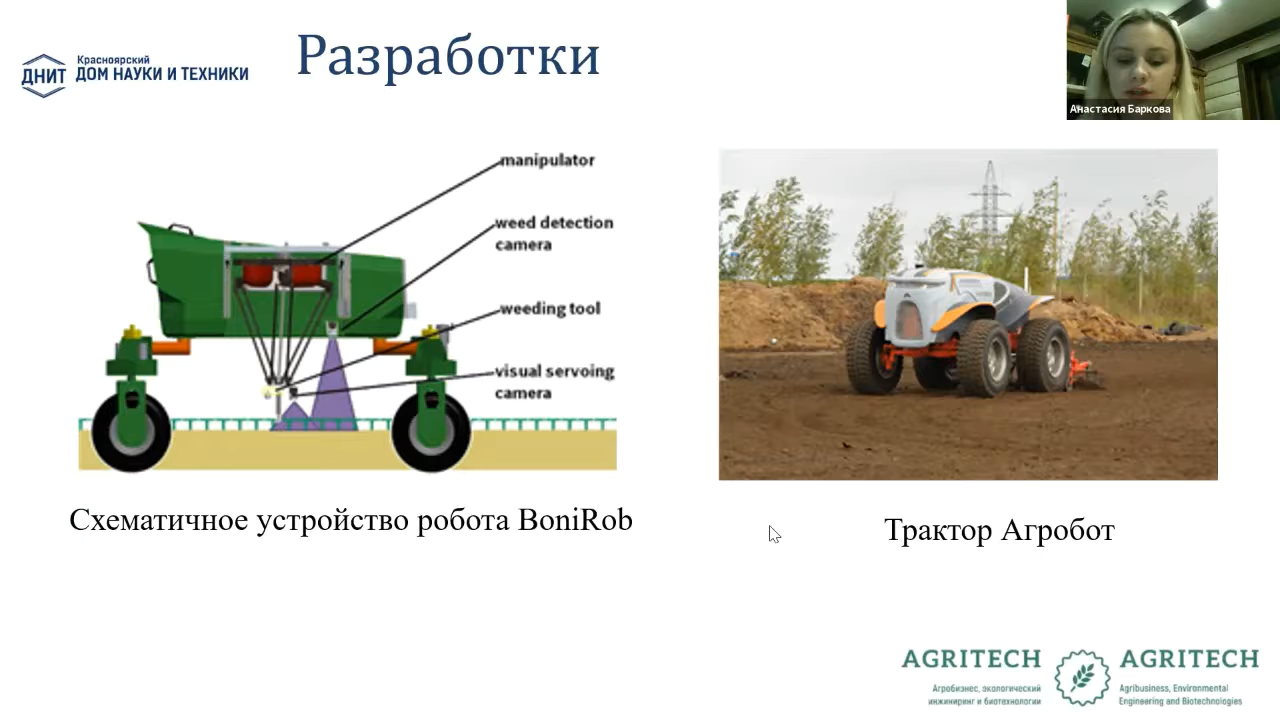 Красноярский
ДНИТ ДОМ НАУКИ И ТЕХНИКИ
Разработки
Анастасия Баркова
manipulator
weed detection
camera
weeding tool
visual servoing
camera
Схематичное устройство робота BoniRob
Трактор Агробот
AGRITECH
Агробизнес, экологический
инжиниринг и биотехнологии
AGRITECH
Agribusiness, Environmental
Engineering and Biotechnologies